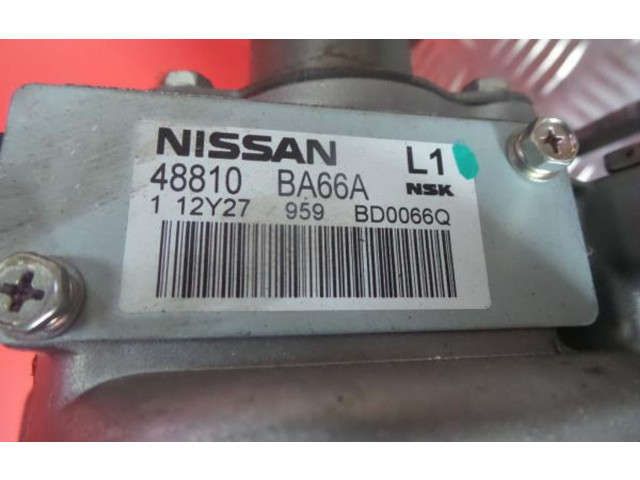 NISSAN L1
48810 BA66A NSK
1 12Y27 959 BD0066Q